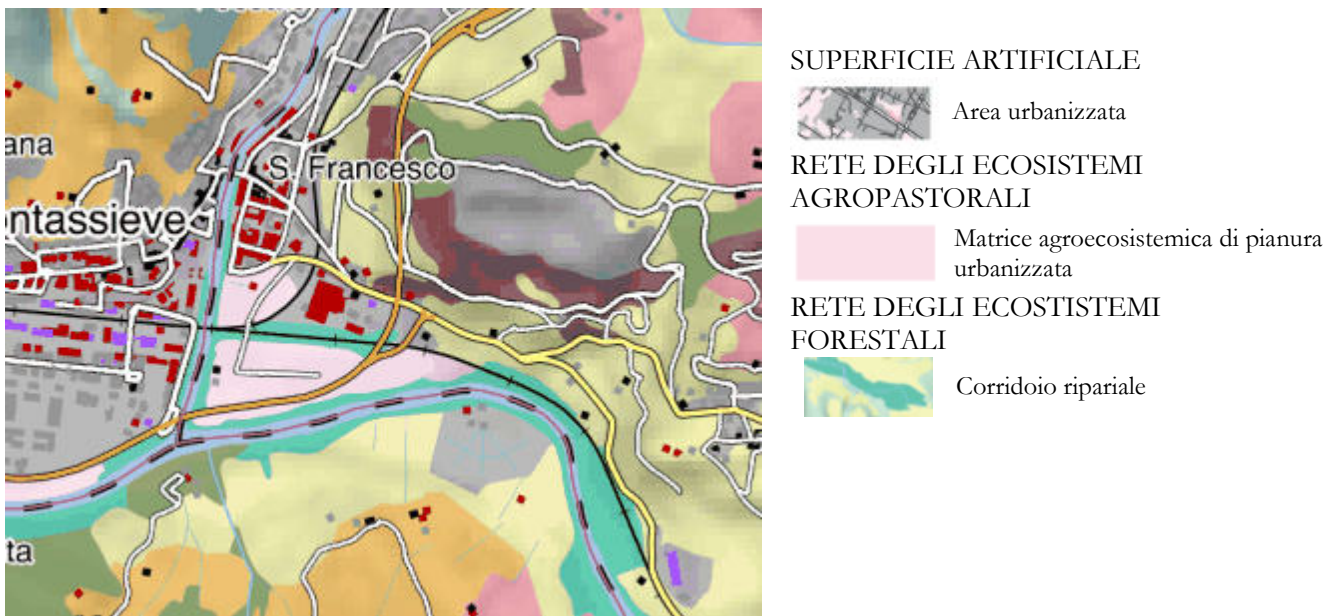 ana
S. Francesco
ntassieve
ta
SUPERFICIE ARTIFICIALE
Area urbanizzata
RETE DEGLI ECOSISTEMI
AGROPASTORALI
Matrice agroecosistemica di pianura
urbanizzata
RETE DEGLI ECOSTISTEMI
FORESTALI
Corridoio ripariale